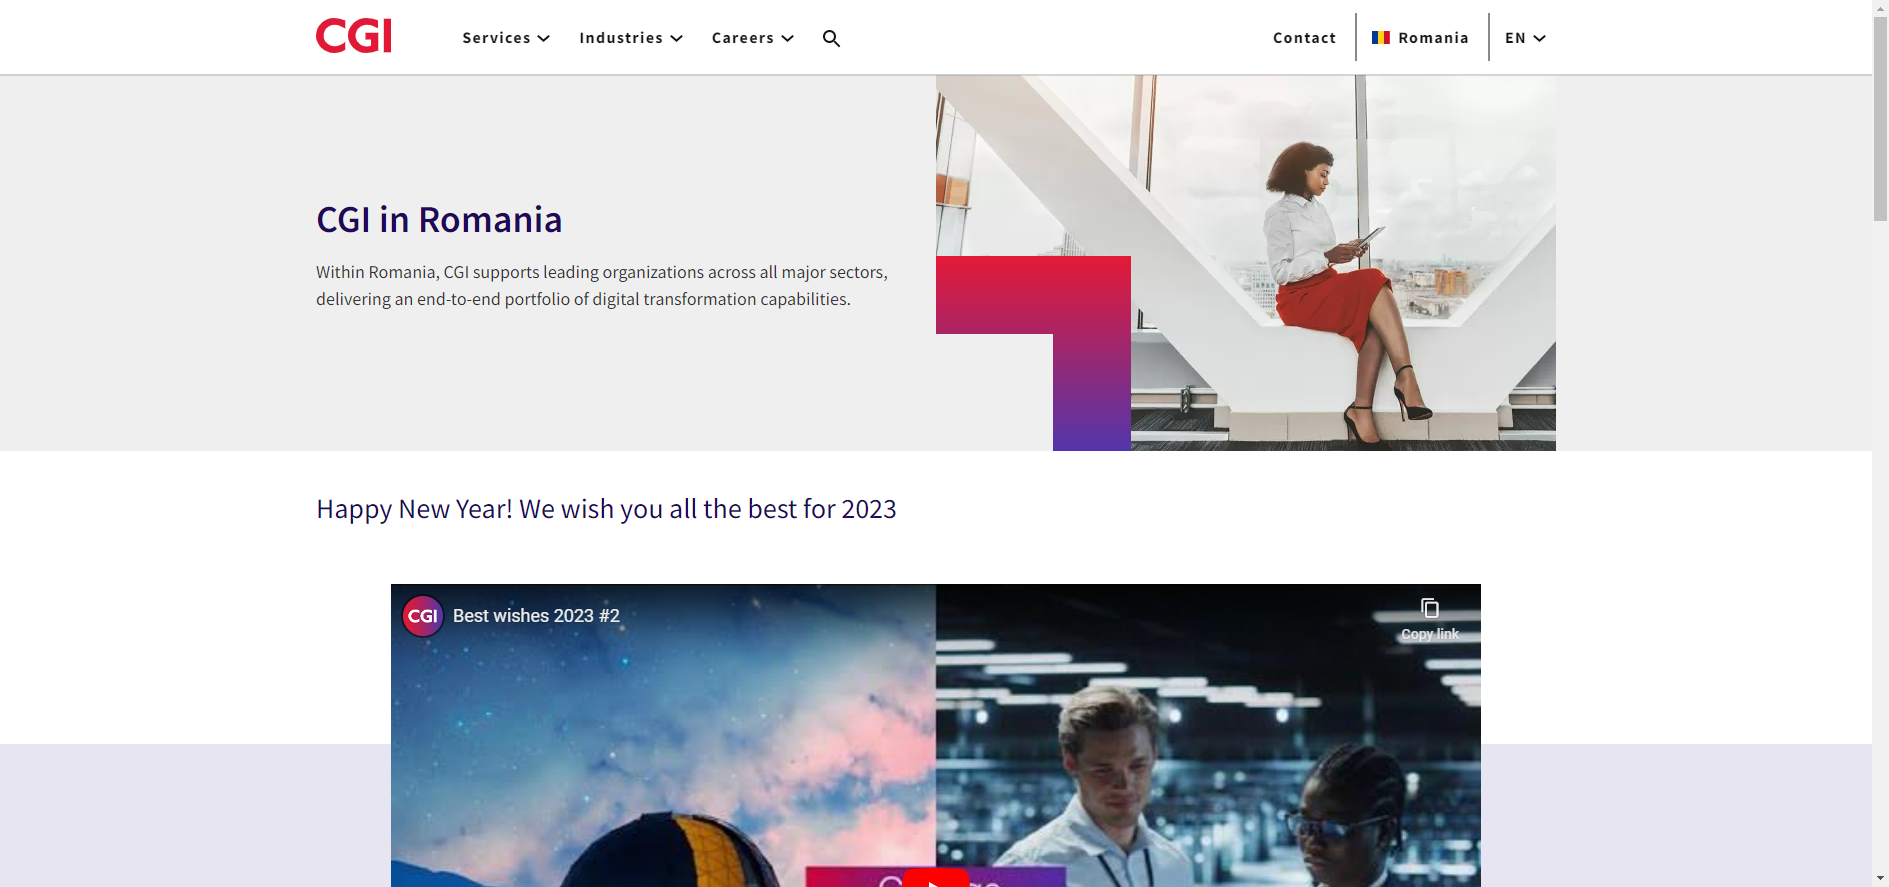 CGI
Services
Industries
Careers
Contact
Romania
EN
CGI in Romania
Within Romania, CGI supports leading organizations across all major sectors,
delivering an end-to-end portfolio of digital transformation capabilities.
Happy New Year! We wish you all the best for 2023
CGI
Best wishes 2023 #2
Copy link